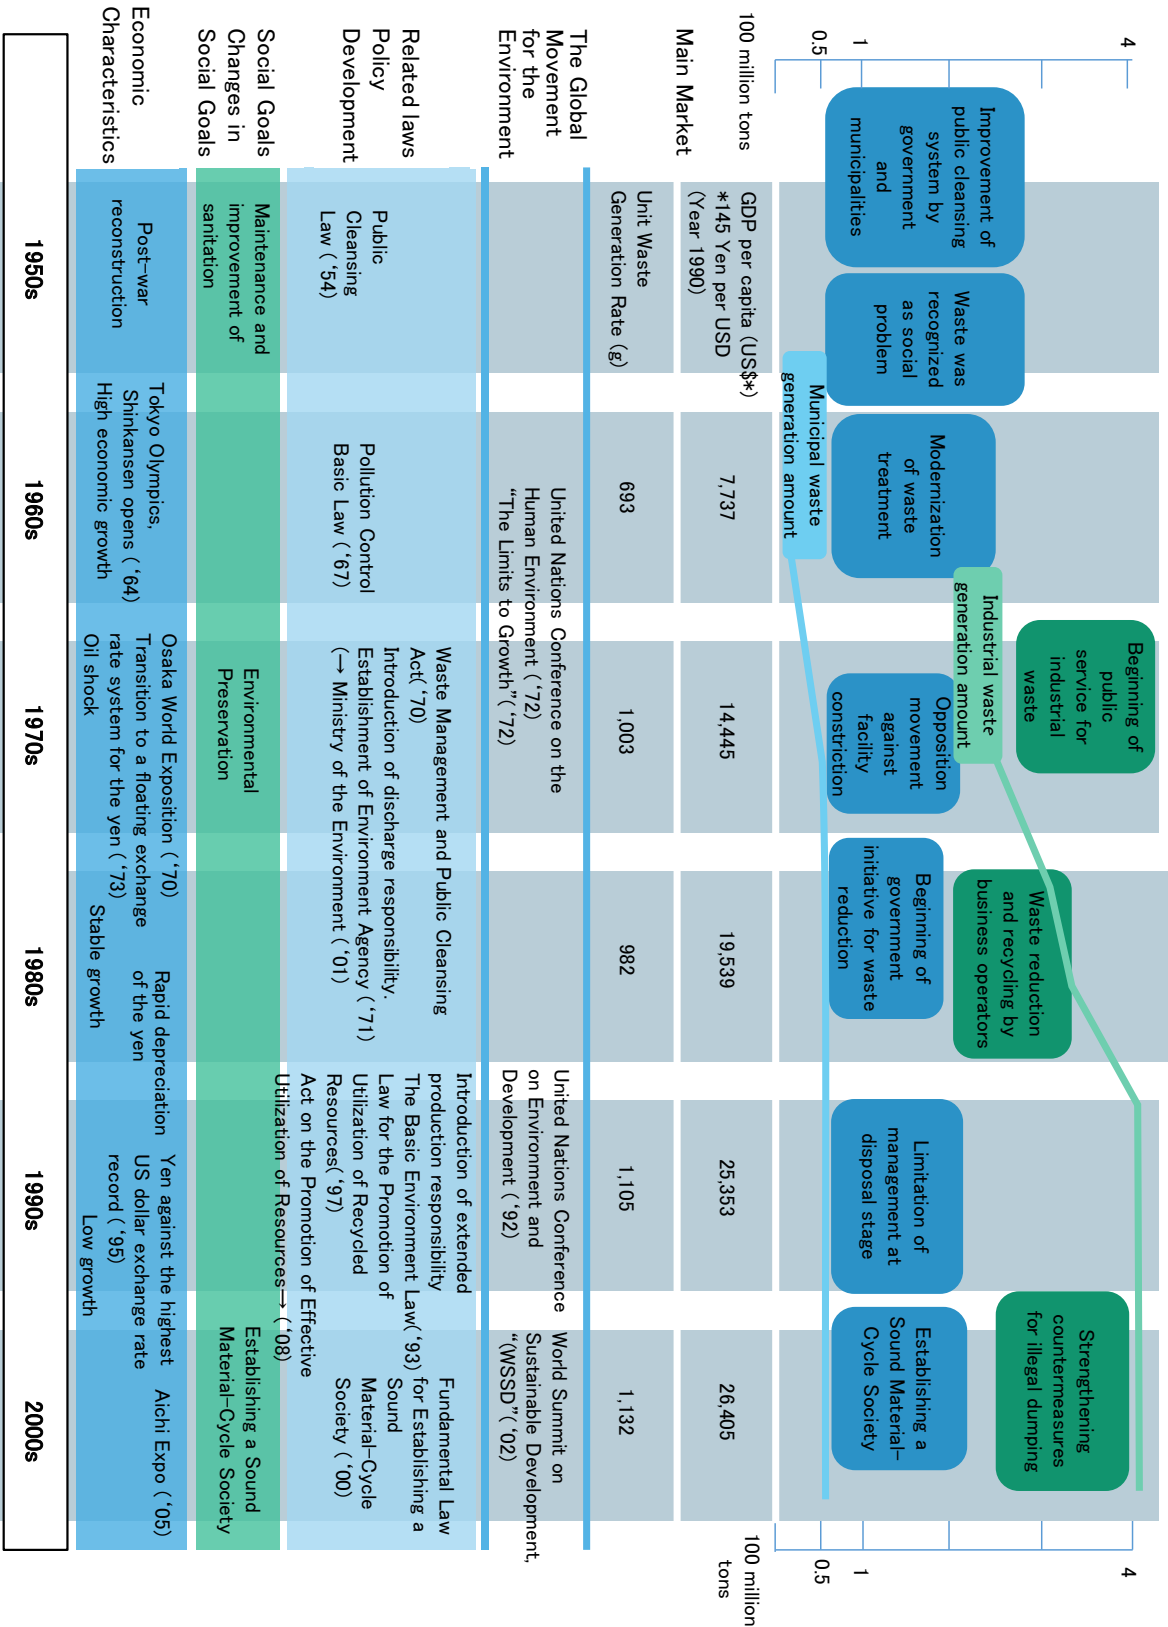 4
1
0.5
100 million tons
Main Market
The Global
Movement
for the
Environment
Related laws
Policy
Development
Social Goals
Changes in
Social Goals
Economic
Characteristics
Improvement of
public cleansing
system by
government
and
municipalities
Waste was
recognized
as social
problem
Modernization
of waste
treatment
Municipal waste
generation amount
Beginning of
public
service for
industrial
waste
Industrial waste
generation amount
Opposition
movement
against
facility
constriction
Waste reduction
and recycling by
business operators
Beginning of
government
initiative for waste
reduction
Limitation of
management at
disposal stage
Strengthening
countermeasures
for illegal dumping
Establishing a
Sound Material-
Cycle Society
4
1
0.5
100 million
tons
GDP per capita (US$*)
*145 Yen per USD
(Year 1990)
7,737
14,445
19,539
25,353
26,405
Unit Waste
Generation Rate (g)
693
1,003
982
1,105
1,132
United Nations Conference on the
Human Environment (‘72)
“The Limits to Growth”(‘72)
United Nations Conference
on Environment and
Development (‘92)
World Summit on
Sustainable Development,
“(WSSD”(‘02)
Public
Cleansing
Law (‘54)
Pollution Control
Basic Law (‘67)
Waste Management and Public Cleansing
Act(‘70)
Introduction of discharge responsibility.
Establishment of Environment Agency (‘71)
(→ Ministry of the Environment (‘01)
Introduction of extended
production responsibility
The Basic Environment Law(‘93)
Law for the Promotion of
Utilization of Recycled
Resources(‘97)
Act on the Promotion of Effective
Utilization of Resources→ (‘08)
Fundamental Law
for Establishing a
Sound
Material-Cycle
Society (‘00)
Maintenance and
improvement of
sanitation
Environmental
Preservation
Establishing a Sound
Material-Cycle Society
Post-war
reconstruction
Tokyo Olympics,
Shinkansen opens (‘64)
High economic growth
Osaka World Exposition (‘70)
Transition to a floating exchange
rate system for the yen (‘73)
Oil shock
Stable growth
Rapid depreciation
of the yen
Yen against the highest
US dollar exchange rate
record (‘95)
Low growth
Aichi Expo (‘05)
1950s
1960s
1970s
1980s
1990s
2000s